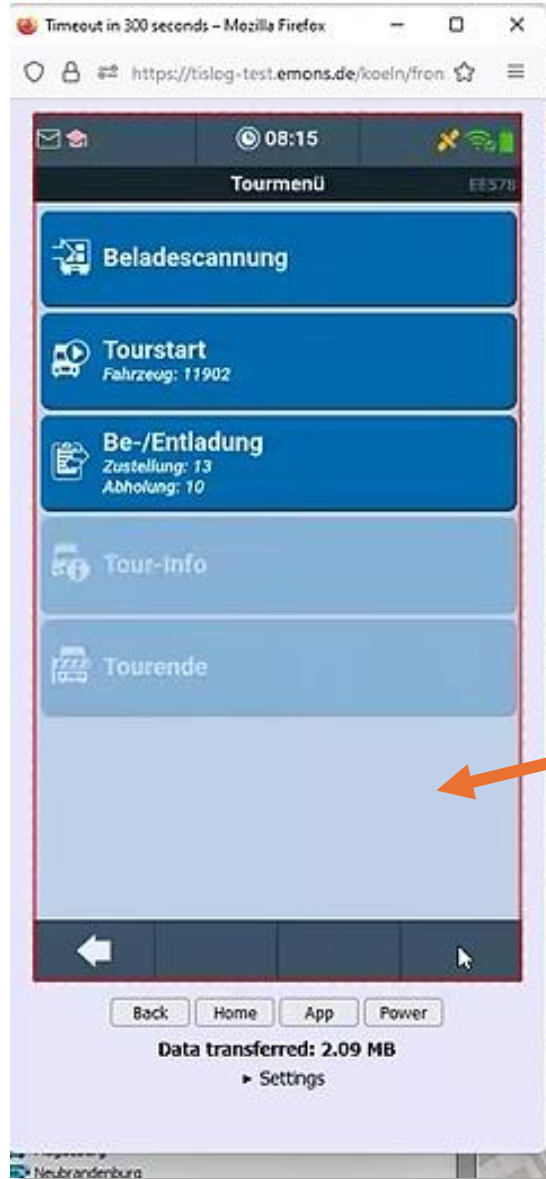 Timeout in 300 seconds – Mozilla Firefox
https://tislog-test.emons.de/koeln/fron
08:15
Tourmenü EE578
Beladescannung
Tourstart
Fahrzeug: 11902
Be-/Entladung
Zustellung: 13
Abholung: 10
Tour-Info
Tourende
Back Home App Power
Data transferred: 2.09 MB
▸ Settings
Neubrandenburg